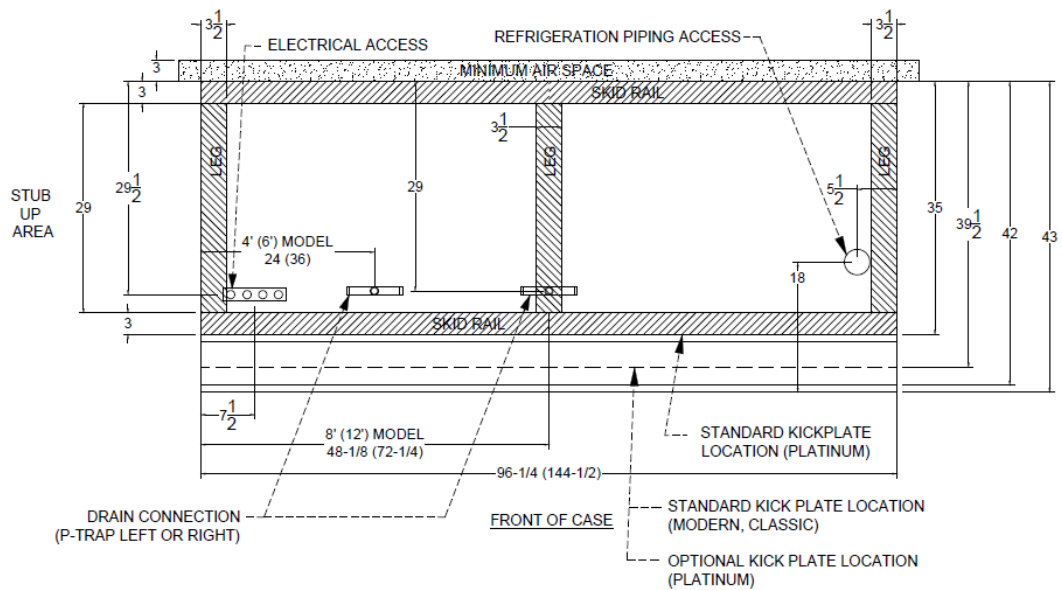 3 1/2
3 1/2
ELECTRICAL ACCESS
REFRIGERATION PIPING ACCESS
3
MINIMUM AIR SPACE
3
SKID RAIL
3 1/2
LEG
LEG
LEG
5 1/2
STUB
UP
AREA
29
29 1/2
29
35
39 1/2
42
43
4' (6') MODEL
24 (36)
18
3
SKID RAIL
7 1/2
8' (12') MODEL
48-1/8 (72-1/4)
STANDARD KICKPLATE
LOCATION (PLATINUM)
96-1/4 (144-1/2)
DRAIN CONNECTION
(P-TRAP LEFT OR RIGHT)
FRONT OF CASE
STANDARD KICK PLATE LOCATION
(MODERN, CLASSIC)
OPTIONAL KICK PLATE LOCATION
(PLATINUM)